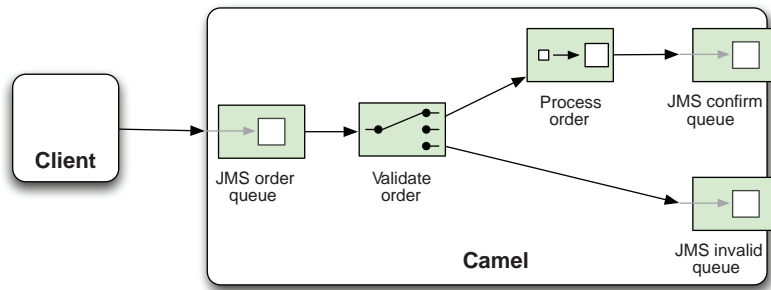 Process
order
JMS confirm
queue
Client
JMS order
queue
Validate
order
JMS invalid
queue
Camel